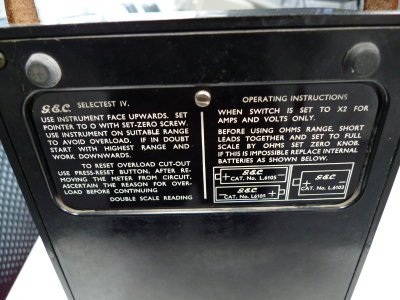 G.E.C. SELECTEST IV.
USE INSTRUMENT FACE UPWARDS. SET
POINTER TO O WITH SET-ZERO SCREW.
USE INSTRUMENT ON SUITABLE RANGE
TO AVOID OVERLOAD. IF IN DOUBT
START WITH HIGHEST RANGE AND
WORK DOWNWARDS.
TO RESET OVERLOAD CUT-OUT
USE PRESS-RESET BUTTON, AFTER RE-
MOVING THE METER FROM CIRCUIT,
ASCERTAIN THE REASON FOR OVER-
LOAD BEFORE CONTINUING
DOUBLE SCALE READING
OPERATING INSTRUCTIONS
WHEN SWITCH IS SET TO X2 FOR
AMPS AND VOLTS ONLY.
BEFORE USING OHMS RANGE, SHORT
LEADS TOGETHER AND SET TO FULL
SCALE BY OHMS SET ZERO KNOB.
IF THIS IS IMPOSSIBLE REPLACE INTERNAL
BATTERIES AS SHOWN BELOW.
+ G.E.C. -
CAT. No. L.6105
- G.E.C. +
CAT. No. L6105
+ G.E.C. -
CAT. No. L.6103